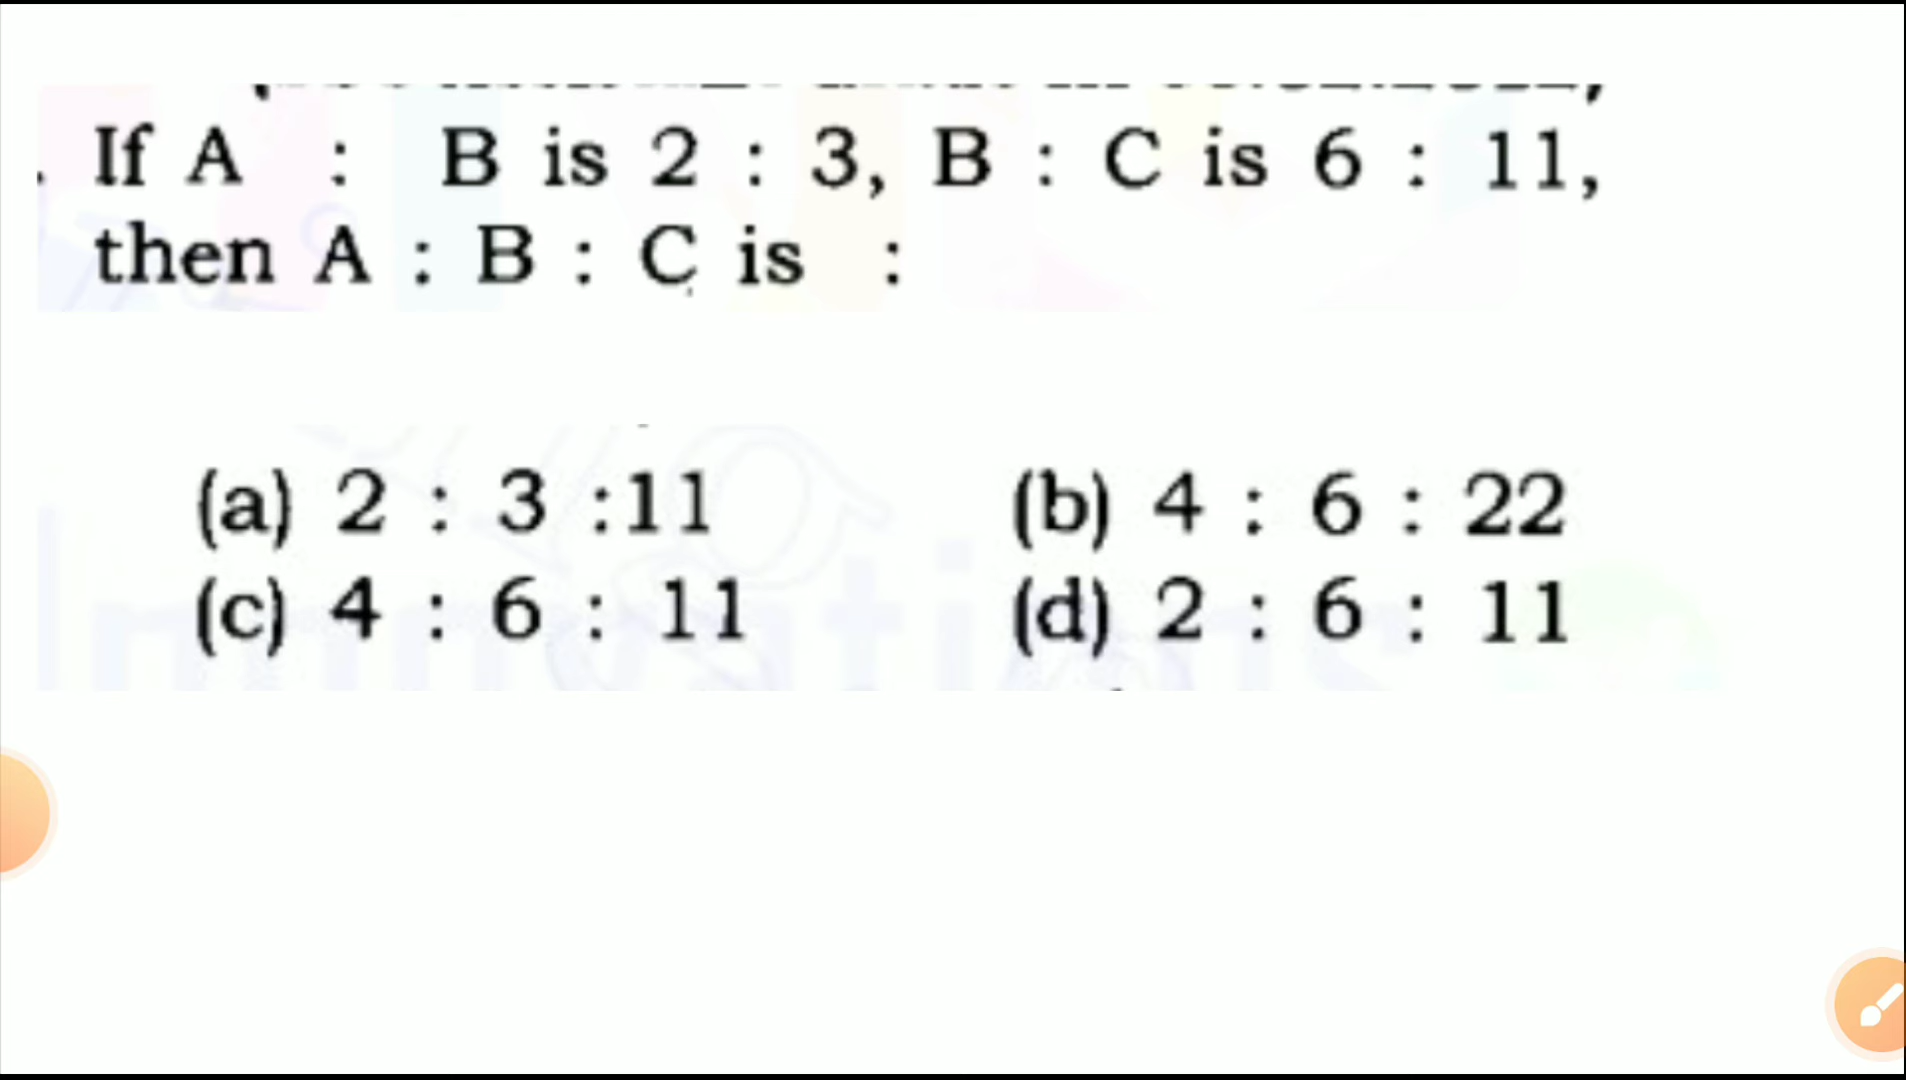 If A : B is 2 : 3, B : C is 6 : 11,
then A : B : C is :
(a) 2 : 3 :11 (b) 4 : 6 : 22
(c) 4 : 6 : 11 (d) 2 : 6 : 11